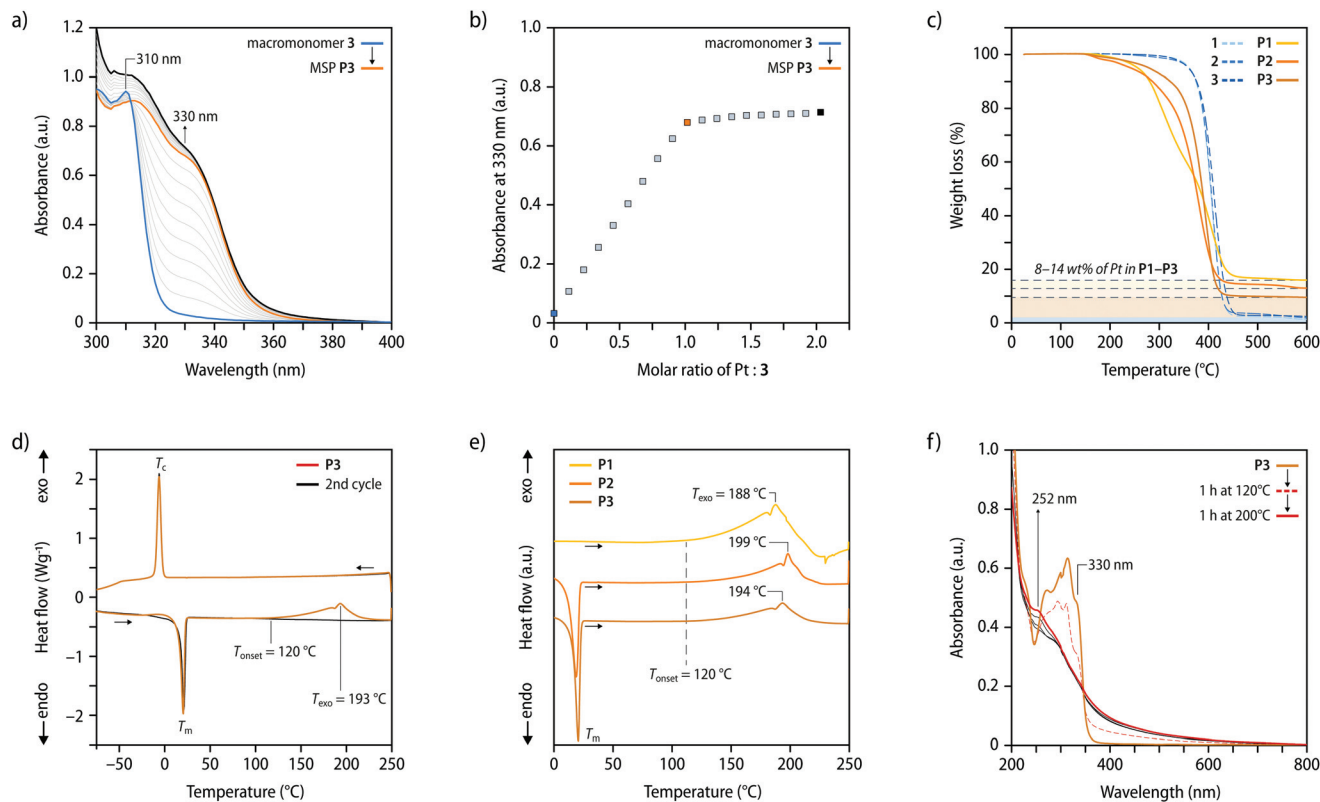 a)
macromonomer 3
MSP P3
310 nm
330 nm
1.2
1.0
0.8
0.6
0.4
0.2
0
Absorbance (a.u.)
300 320 340 360 380 400
Wavelength (nm)
b)
macromonomer 3
MSP P3
1.0
0.8
0.6
0.4
0.2
0
Absorbance at 330 nm (a.u.)
0 0.5 1.0 1.5 2.0
Molar ratio of Pt : 3
c)
1 P1
2 P2
3 P3
100
80
60
40
20
10
0
Weight loss (%)
8–14 wt% of Pt in P1–P3
0 100 200 300 400 500 600
Temperature (°C)
d)
exo
endo
Heat flow (Wg-1)
2
1
0
−1
−2
Tc
P3
2nd cycle
Tonset = 120 °C
Texo = 193 °C
Tm
−50 0 50 100 150 200 250
Temperature (°C)
e)
exo
endo
Heat flow (a.u.)
P1
P2
P3
Texo = 188 °C
199 °C
194 °C
Tonset = 120 °C
Tm
0 50 100 150 200 250
Temperature (°C)
f)
P3
1 h at 120°C
1 h at 200°C
252 nm
330 nm
1.0
0.8
0.6
0.4
0.2
0
Absorbance (a.u.)
200 400 600 800
Wavelength (nm)